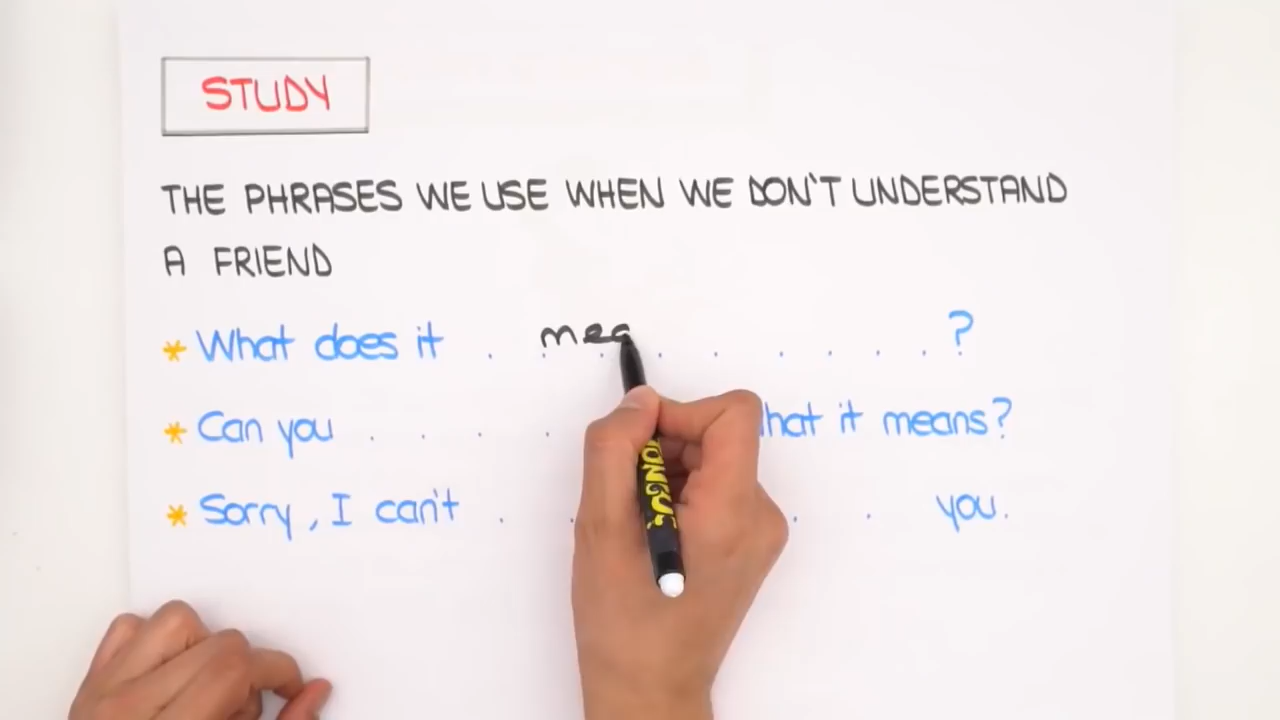 STUDY
THE PHRASES WE USE WHEN WE DON'T UNDERSTAND
A FRIEND
* What does it . . mea . . . . . . ?
* Can you . . . . hat it means?
* Sorry, I can't . . . . you.